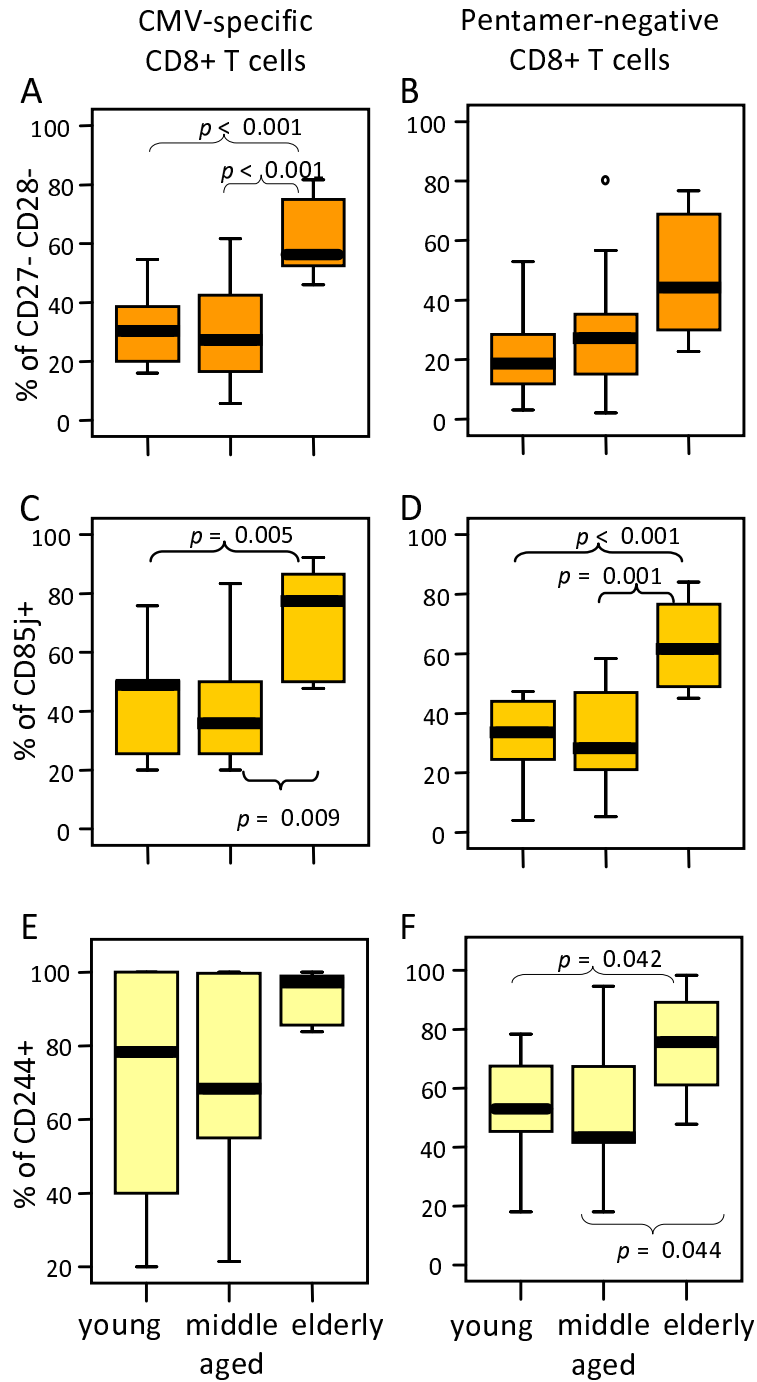 CMV-specific
CD8+ T cells
Pentamer-negative
CD8+ T cells
A
% of CD27- CD28-
100
80
60
40
20
0
p < 0.001
p < 0.001
B
100
80
60
40
20
0
C
% of CD85j+
100
80
60
40
20
0
p = 0.005
p = 0.009
D
100
80
60
40
20
0
p < 0.001
p = 0.001
E
% of CD244+
100
80
60
40
20
young
middle
aged
elderly
F
100
80
60
40
20
0
p = 0.042
p = 0.044
young
middle
aged
elderly